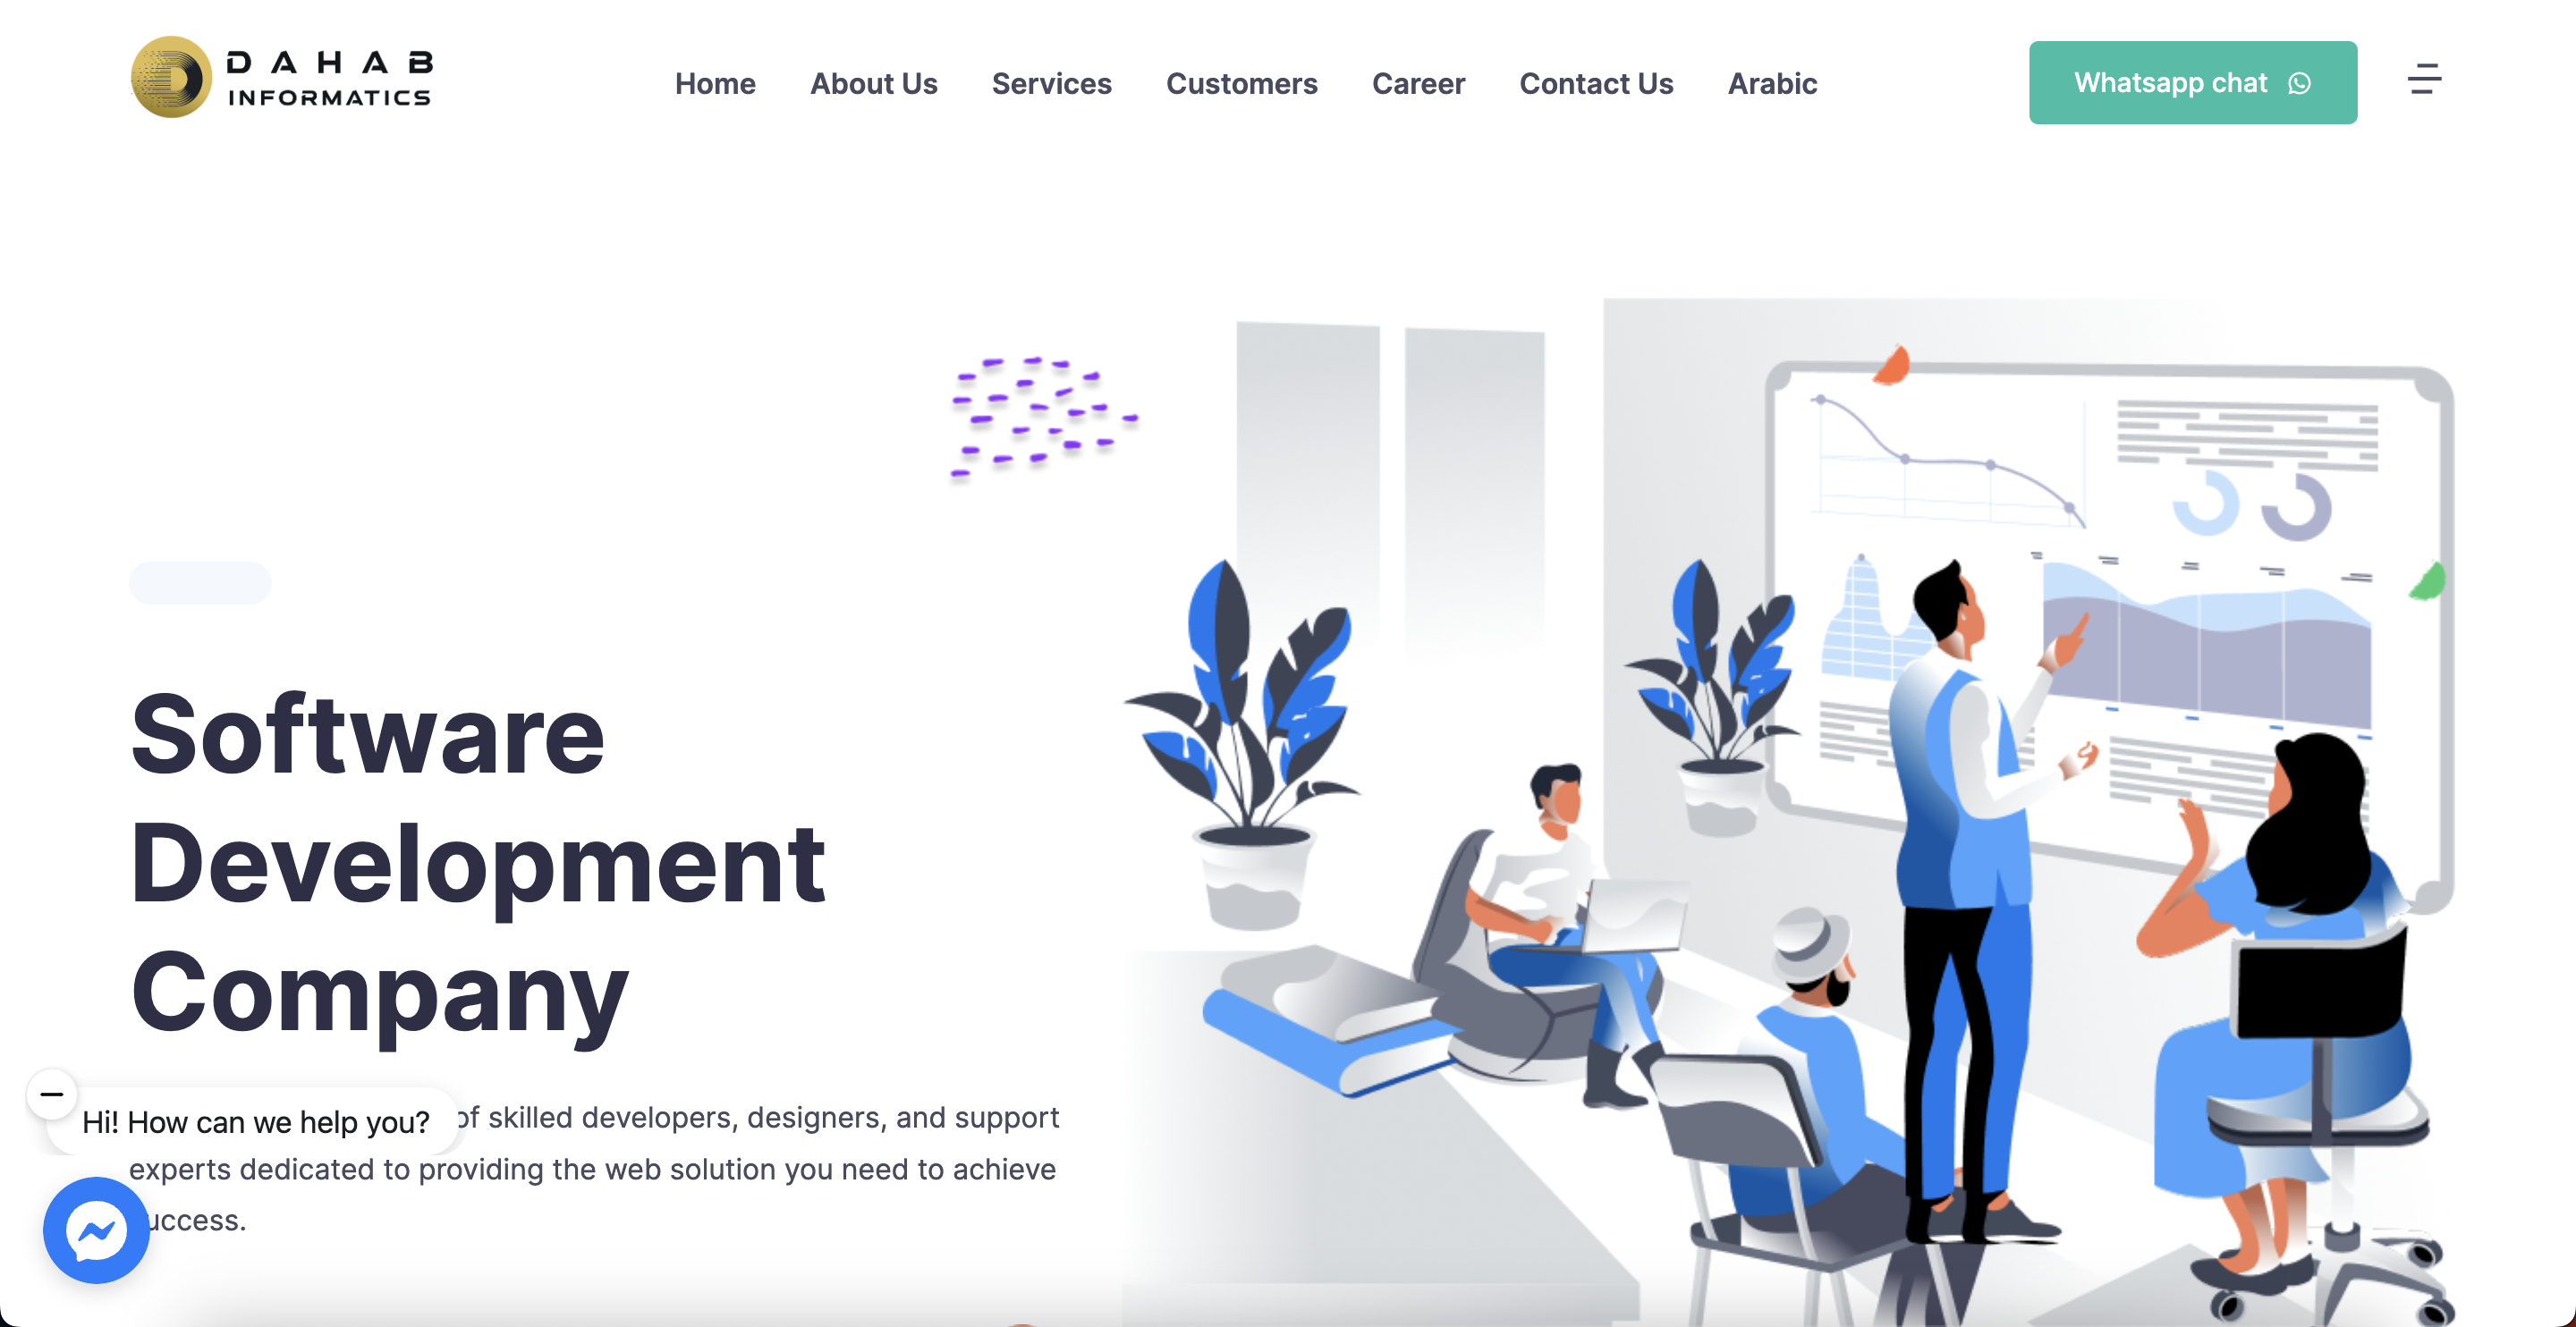 DAHAB
INFORMATICS
Home About Us Services Customers Career Contact Us Arabic
Whatsapp chat
Software
Development
Company
Hi! How can we help you?
of skilled developers, designers, and support
experts dedicated to providing the web solution you need to achieve
uccess.